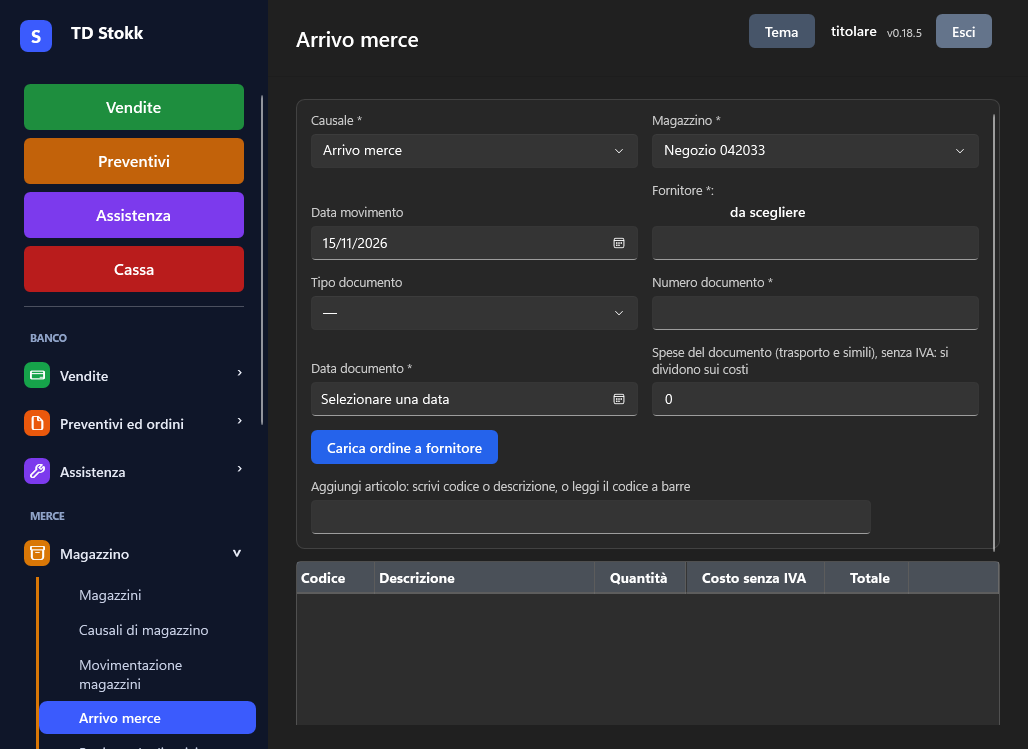 S
TD Stokk
Arrivo merce
Tema
titolare
v0.18.5
Esci
Vendite
Preventivi
Assistenza
Cassa
BANCO
Vendite
Preventivi ed ordini
Assistenza
MERCE
Magazzino
Magazzini
Causali di magazzino
Movimentazione
magazzini
Arrivo merce
Causale *
Arrivo merce
Magazzino *
Negozio 042033
Data movimento
15/11/2026
Fornitore *:
da scegliere
Tipo documento
—
Numero documento *
Data documento *
Selezionare una data
Spese del documento (trasporto e simili), senza IVA: si
dividono sui costi
0
Carica ordine a fornitore
Aggiungi articolo: scrivi codice o descrizione, o leggi il codice a barre
Codice
Descrizione
Quantità
Costo senza IVA
Totale